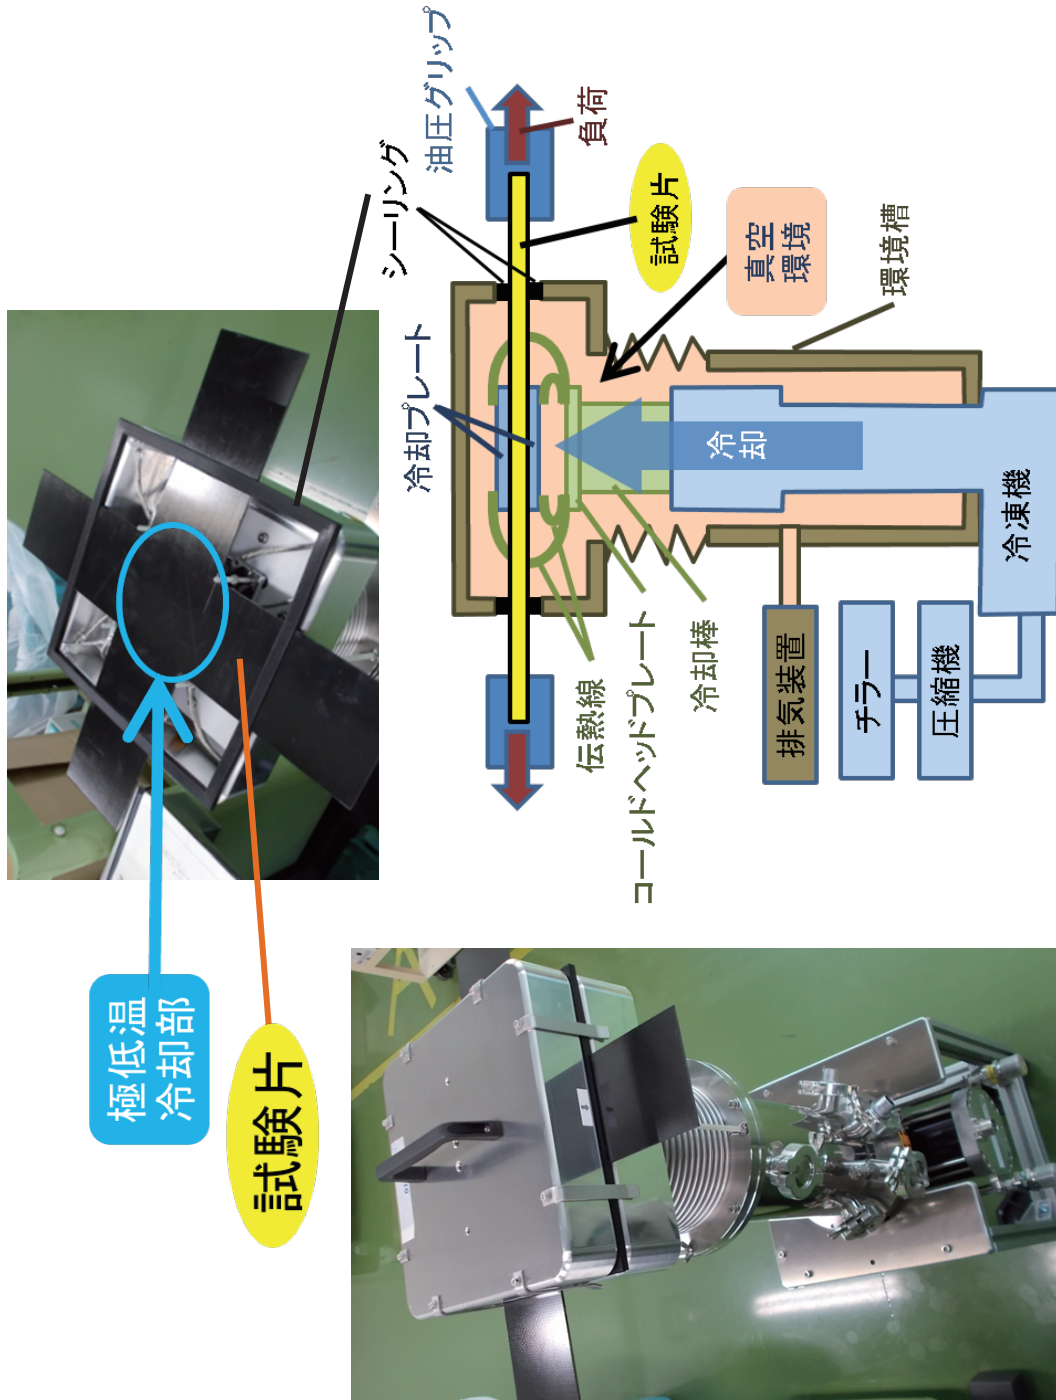 極低温
冷却部
試験片
シーリング
油圧グリップ
負荷
冷却プレート
試験片
真空
環境
環境槽
冷却
伝熱線
コールドヘッドプレート
冷却棒
排気装置
チラー
圧縮機
冷凍機